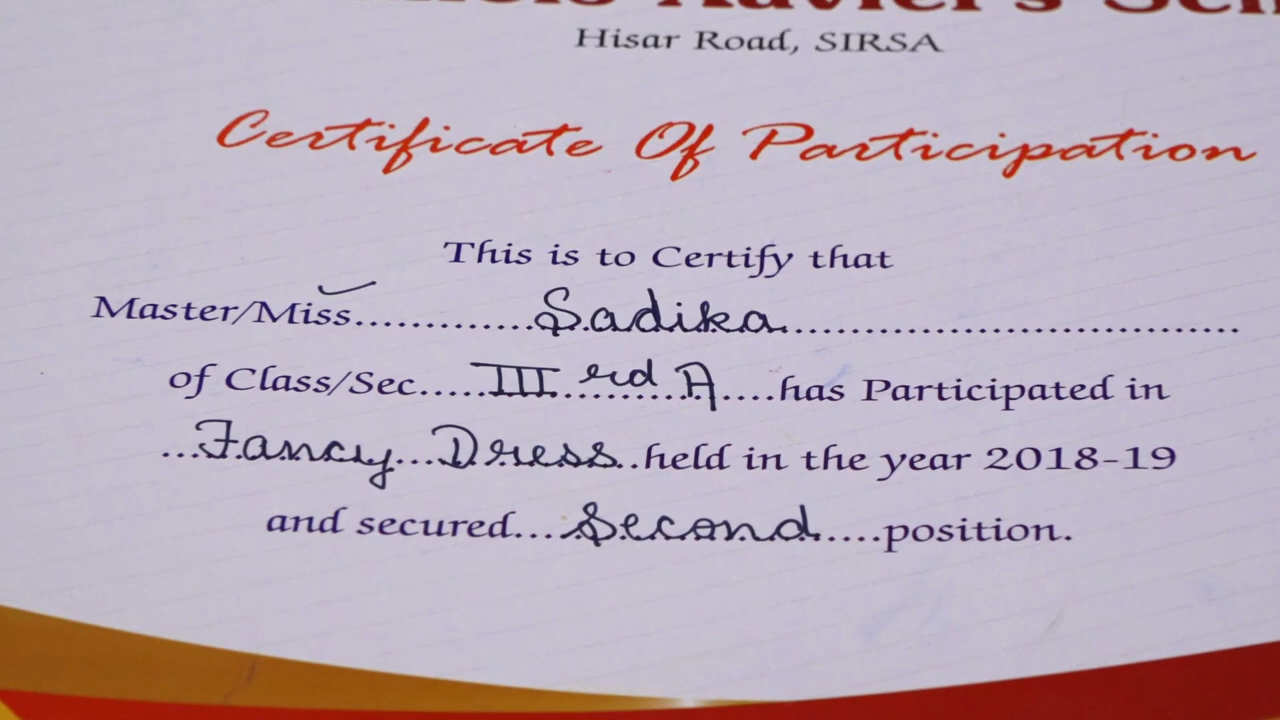 Xavier's
Hisar Road, SIRSA
Certificate Of Participation
This is to Certify that
Master/Miss.............Sadika....................................
of Class/Sec.....III rd A....has Participated in
...Fancy...Dress..held in the year 2018-19
and secured...Second....position.